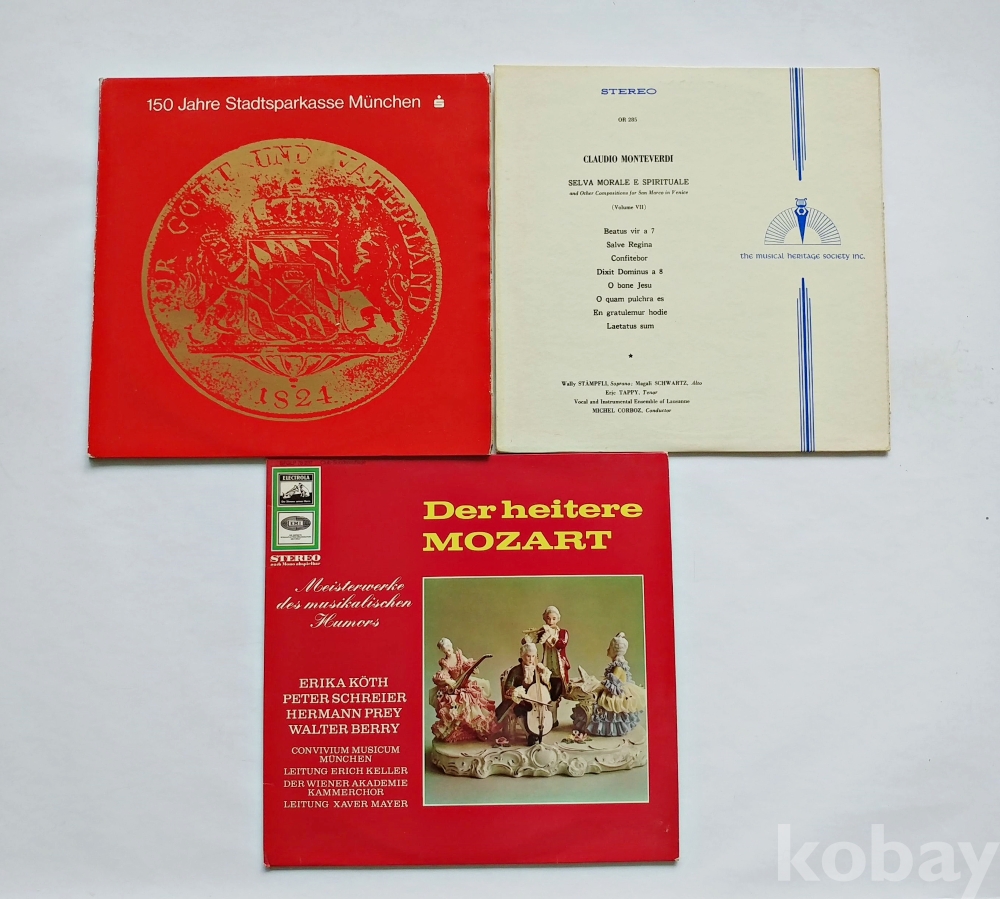 150 Jahre Stadtsparkasse München
NUR GOTT UND VATERLAND
1824
STEREO
OR 285
CLAUDIO MONTEVERDI
SELVA MORALE E SPIRITUALE
and Other Compositions for San Marco in Venice
(Volume VII)
Beatus vir a 7
Salve Regina
Confitebor
Dixit Dominus a 8
O bone Jesu
O quam pulchra es
En gratulemur hodie
Laetatus sum
Wally STÄMPFLI, Soprano; Magali SCHWARTZ, Alto
Eric TAPPY, Tenor
Vocal and Instrumental Ensemble of Lausanne
MICHEL CORBOZ, Conductor
the musical heritage society inc.
ELECTROLA
EMI
STEREO
auch Mono abspielbar
Der heitere
MOZART
Meisterwerke
des musikalischen
Humors
ERIKA KÖTH
PETER SCHREIER
HERMANN PREY
WALTER BERRY
CONVIVIUM MUSICUM
MÜNCHEN
LEITUNG ERICH KELLER
DER WIENER AKADEMIE
KAMMERCHOR
LEITUNG XAVER MAYER
kobay